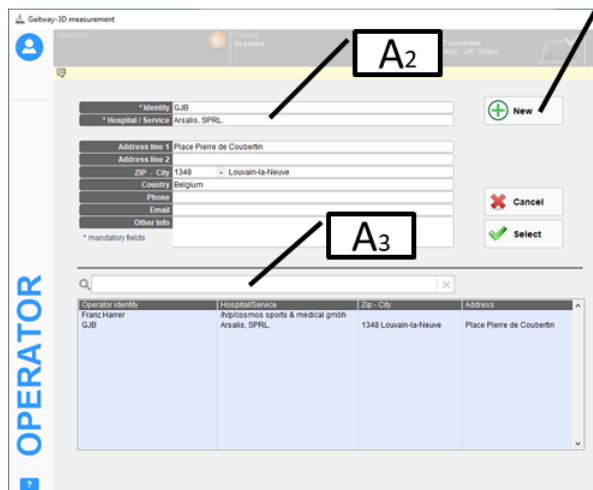 Gaitway-3D measurement
Operator
Patient
No patient
connected
LPF: 500Hz
A2
* Identity GJB
* Hospital / Service Arsalis, SPRL.
New
Address line 1 Place Pierre de Coubertin
Address line 2
ZIP - City 1348 - Louvain-la-Neuve
Country Belgium
Phone
Email
Other Info
* mandatory fields
Cancel
Select
A3
Operator identity Hospital/Service Zip - City Address
Franz Harrer /h/p/cosmos sports & medical gmbh
GJB Arsalis, SPRL. 1348 Louvain-la-Neuve Place Pierre de Coubertin
OPERATOR
?